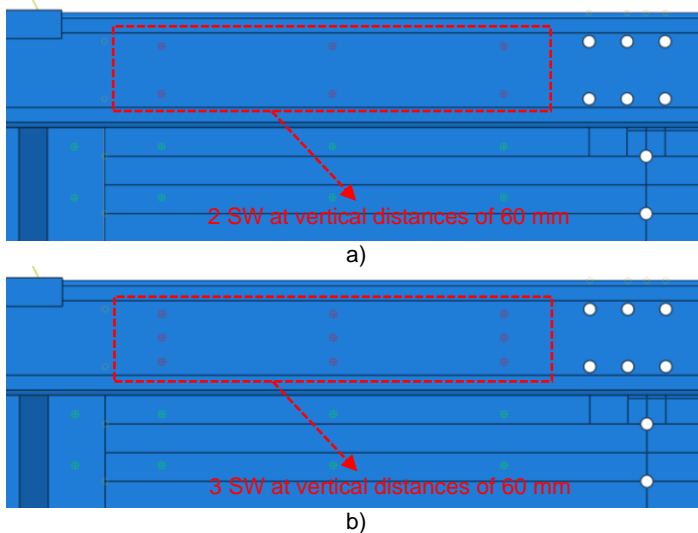 2 SW at vertical distances of 60 mm
a)
3 SW at vertical distances of 60 mm
b)